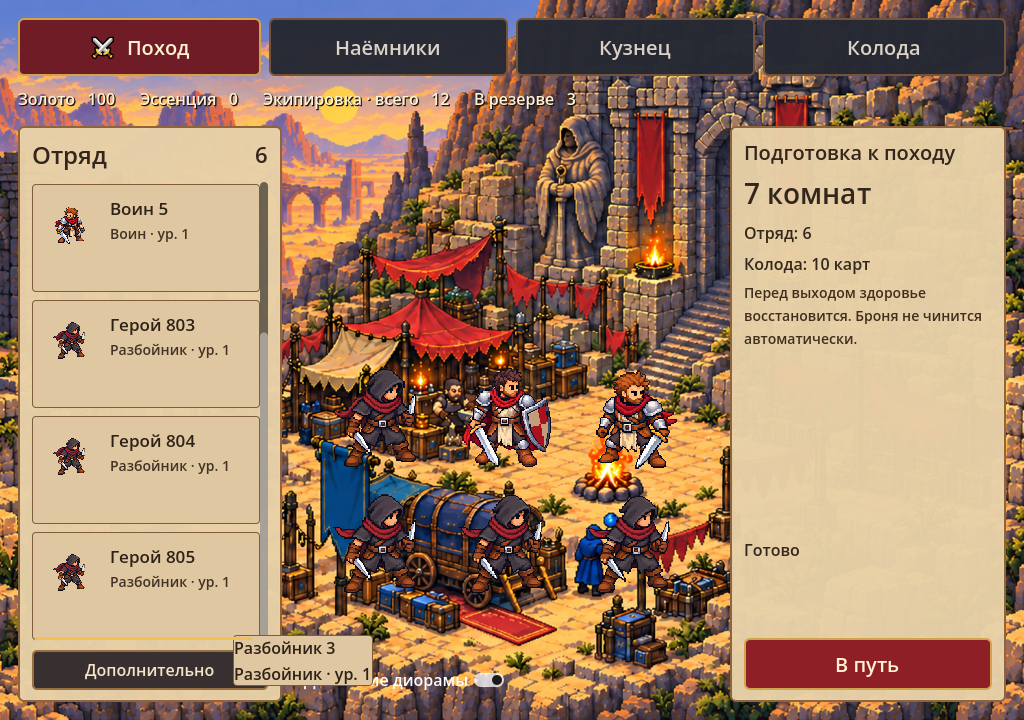 Поход
Наёмники
Кузнец
Колода
Золото 100 Эссенция 0 Экипировка · всего 12 В резерве 3
Отряд 6
Воин 5
Воин · ур. 1
Герой 803
Разбойник · ур. 1
Герой 804
Разбойник · ур. 1
Герой 805
Разбойник · ур. 1
Дополнительно
Разбойник 3
Разбойник · ур. 1
диорамы
Подготовка к походу
7 комнат
Отряд: 6
Колода: 10 карт
Перед выходом здоровье
восстановится. Броня не чинится
автоматически.
Готово
В путь